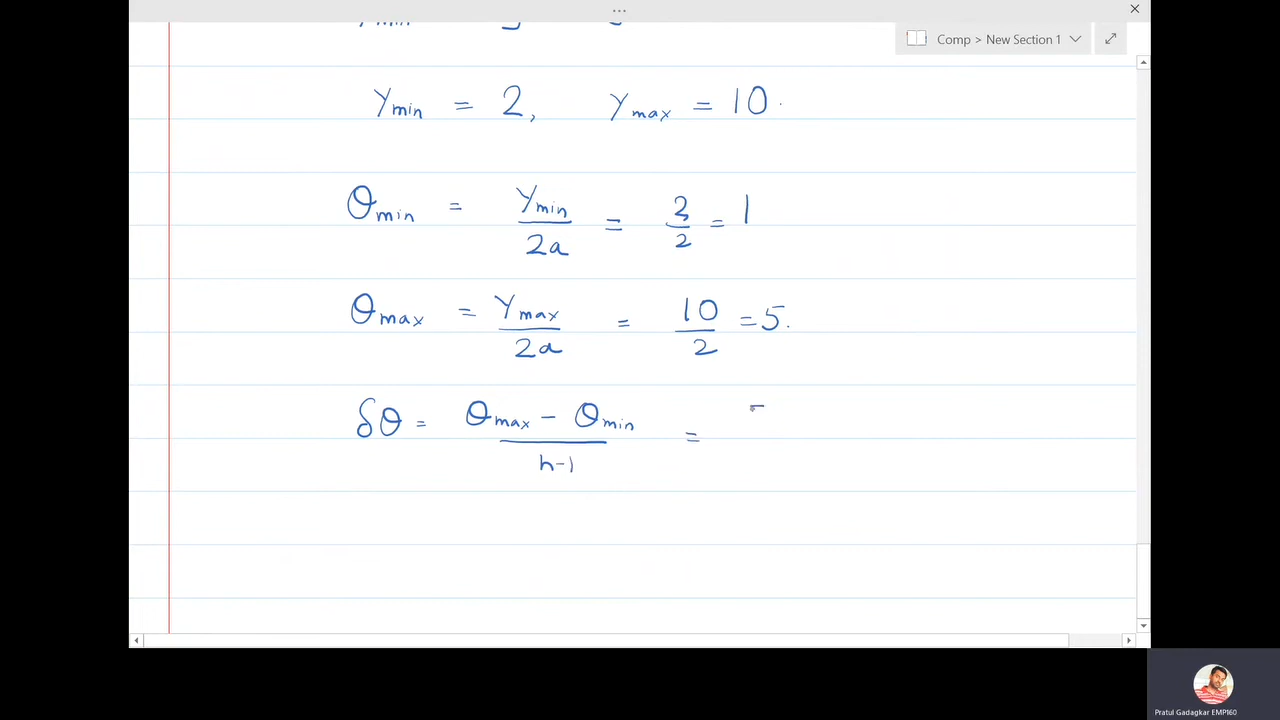 Comp > New Section 1
Ymin = 2, Ymax = 10.
θmin = Ymin/2a = 2/2 = 1
θmax = Ymax/2a = 10/2 = 5.
δθ = θmax - θmin/n-1 =
Pratul Gadagkar EMP160